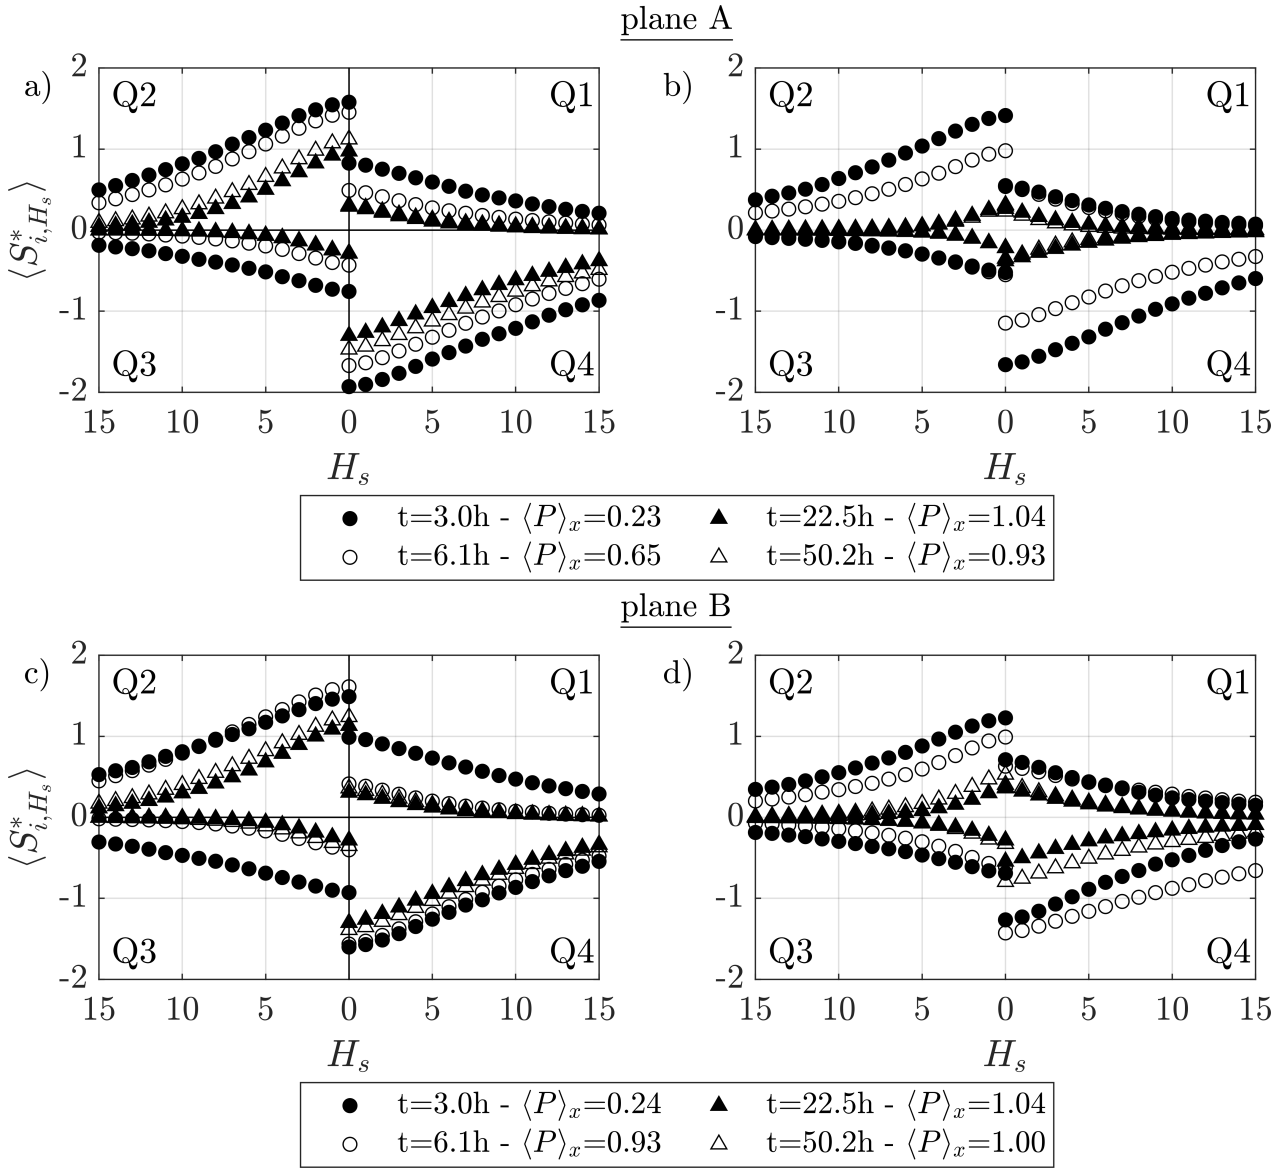 plane A
a)
b)
2
1
0
-1
-2
⟨S*i,Hs⟩
Q2
Q1
Q3
Q4
15 10 5 0 5 10 15
Hs
2
1
0
-1
-2
Q2
Q1
Q3
Q4
15 10 5 0 5 10 15
Hs
t=3.0h - ⟨P⟩x=0.23
t=22.5h - ⟨P⟩x=1.04
t=6.1h - ⟨P⟩x=0.65
t=50.2h - ⟨P⟩x=0.93
plane B
c)
d)
2
1
0
-1
-2
⟨S*i,Hs⟩
Q2
Q1
Q3
Q4
15 10 5 0 5 10 15
Hs
2
1
0
-1
-2
Q2
Q1
Q3
Q4
15 10 5 0 5 10 15
Hs
t=3.0h - ⟨P⟩x=0.24
t=22.5h - ⟨P⟩x=1.04
t=6.1h - ⟨P⟩x=0.93
t=50.2h - ⟨P⟩x=1.00